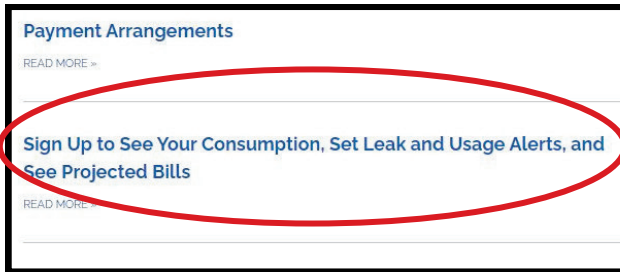 Payment Arrangements
READ MORE »
Sign Up to See Your Consumption, Set Leak and Usage Alerts, and
See Projected Bills
READ MORE »